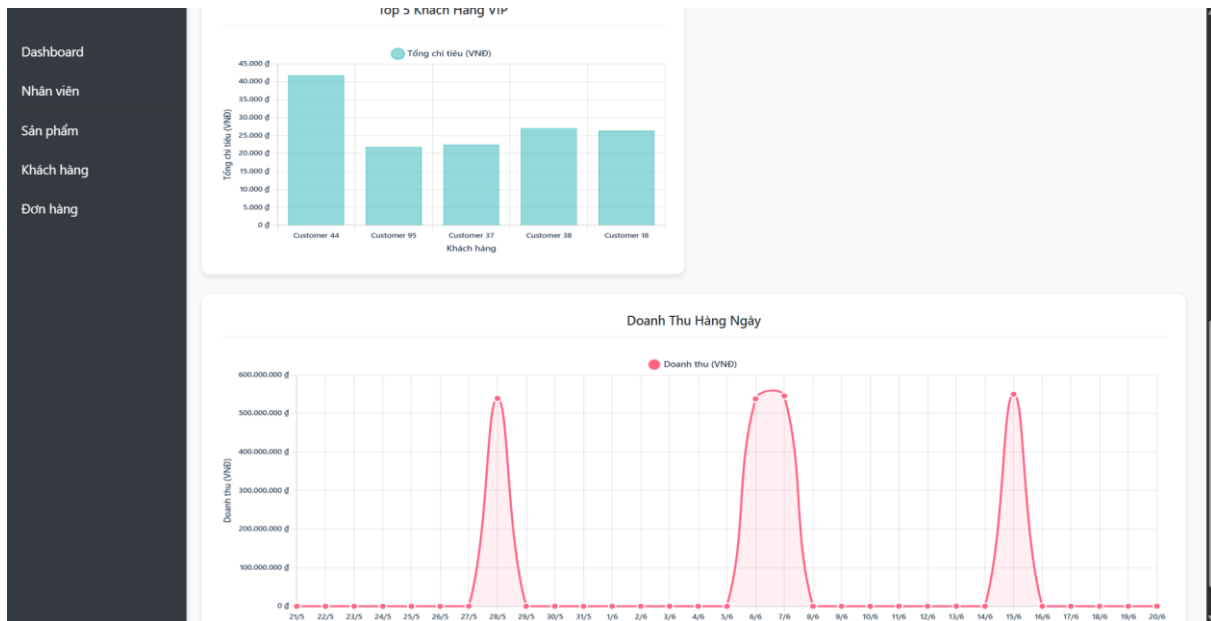 Dashboard
Nhân viên
Sản phẩm
Khách hàng
Đơn hàng
Top 5 Khách Hàng VIP
Tổng chi tiêu (VNĐ)
Tổng chi tiêu (VNĐ)
45.000 ₫
40.000 ₫
35.000 ₫
30.000 ₫
25.000 ₫
20.000 ₫
15.000 ₫
10.000 ₫
5.000 ₫
0 ₫
Customer 44 Customer 95 Customer 37 Customer 38 Customer 18
Khách hàng
Doanh Thu Hàng Ngày
Doanh thu (VNĐ)
Doanh thu (VNĐ)
600.000.000 ₫
500.000.000 ₫
400.000.000 ₫
300.000.000 ₫
200.000.000 ₫
100.000.000 ₫
0 ₫
21/5 22/5 23/5 24/5 25/5 26/5 27/5 28/5 29/5 30/5 31/5 1/6 2/6 3/6 4/6 5/6 6/6 7/6 8/6 9/6 10/6 11/6 12/6 13/6 14/6 15/6 16/6 17/6 18/6 19/6 20/6